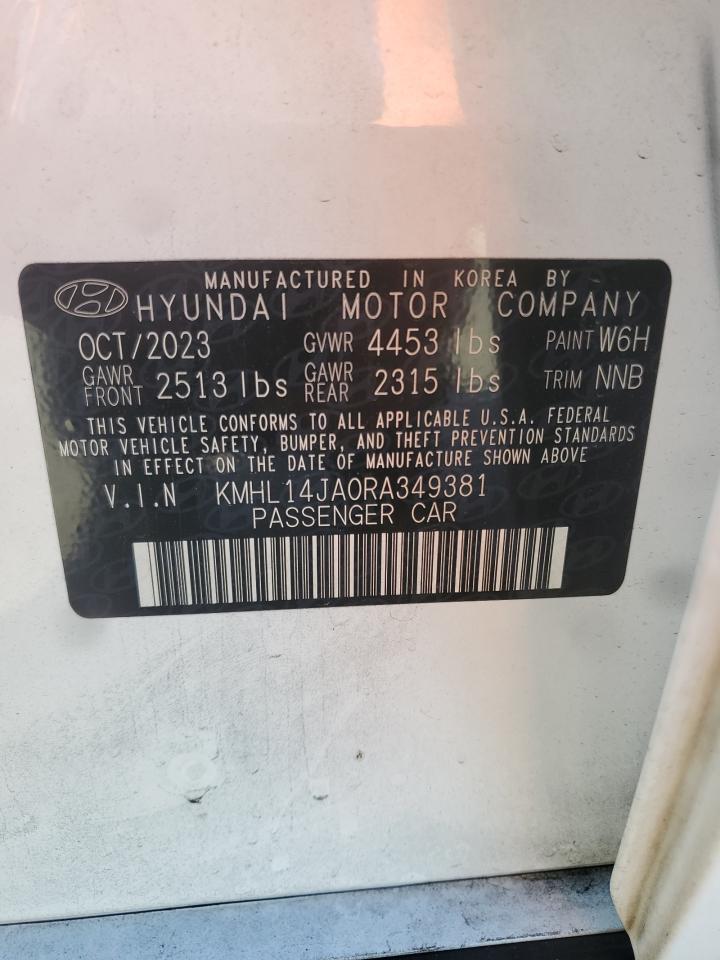 MANUFACTURED IN KOREA BY
HYUNDAI MOTOR COMPANY
OCT/2023 GVWR 4453 lbs PAINT W6H
GAWR FRONT 2513 lbs GAWR REAR 2315 lbs TRIM NNB
THIS VEHICLE CONFORMS TO ALL APPLICABLE U.S.A. FEDERAL
MOTOR VEHICLE SAFETY, BUMPER, AND THEFT PREVENTION STANDARDS
IN EFFECT ON THE DATE OF MANUFACTURE SHOWN ABOVE
V.I.N KMHL14JA0RA349381
PASSENGER CAR